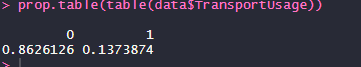 > prop.table(table(data$TransportUsage))
0 1
0.8626126 0.1373874
>